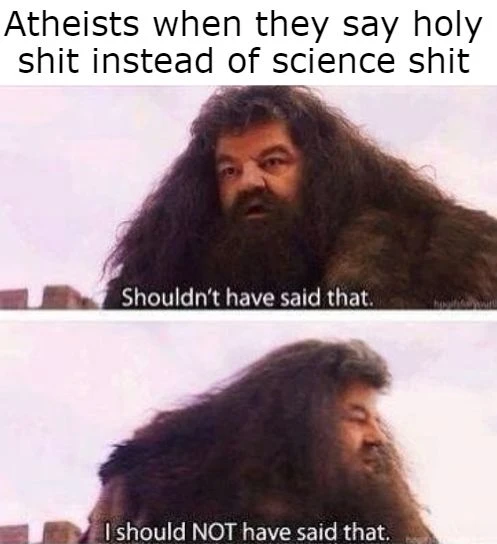 Atheists when they say holy
shit instead of science shit
Shouldn't have said that.
I should NOT have said that.